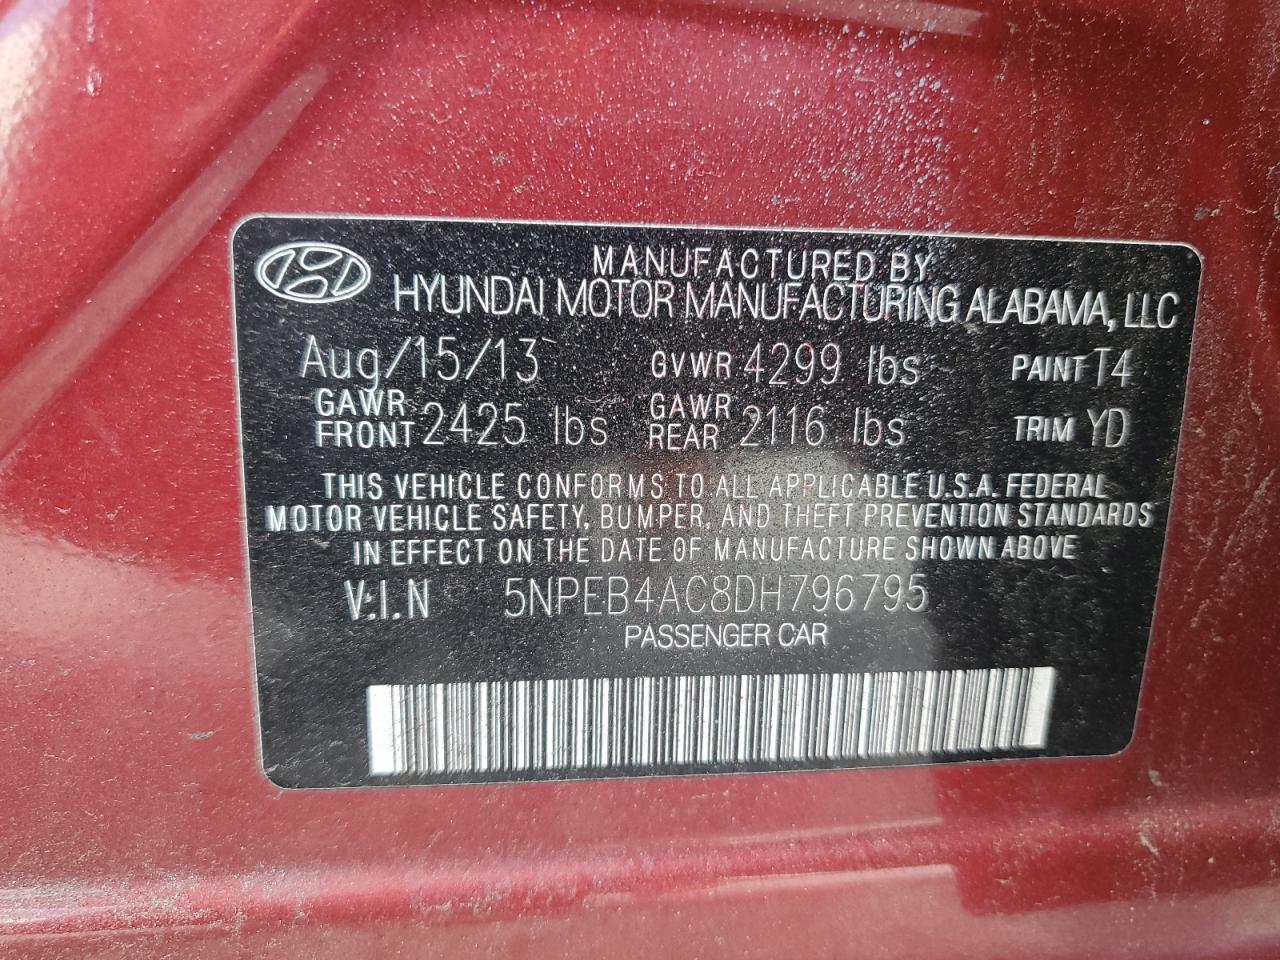 MANUFACTURED BY
HYUNDAI MOTOR MANUFACTURING ALABAMA, LLC
Aug/15/13 GVWR 4299 lbs PAINT T4
GAWR FRONT 2425 lbs GAWR REAR 2116 lbs TRIM YD
THIS VEHICLE CONFORMS TO ALL APPLICABLE U.S.A. FEDERAL
MOTOR VEHICLE SAFETY, BUMPER, AND THEFT PREVENTION STANDARDS
IN EFFECT ON THE DATE OF MANUFACTURE SHOWN ABOVE
V.I.N 5NPEB4AC8DH796795
PASSENGER CAR